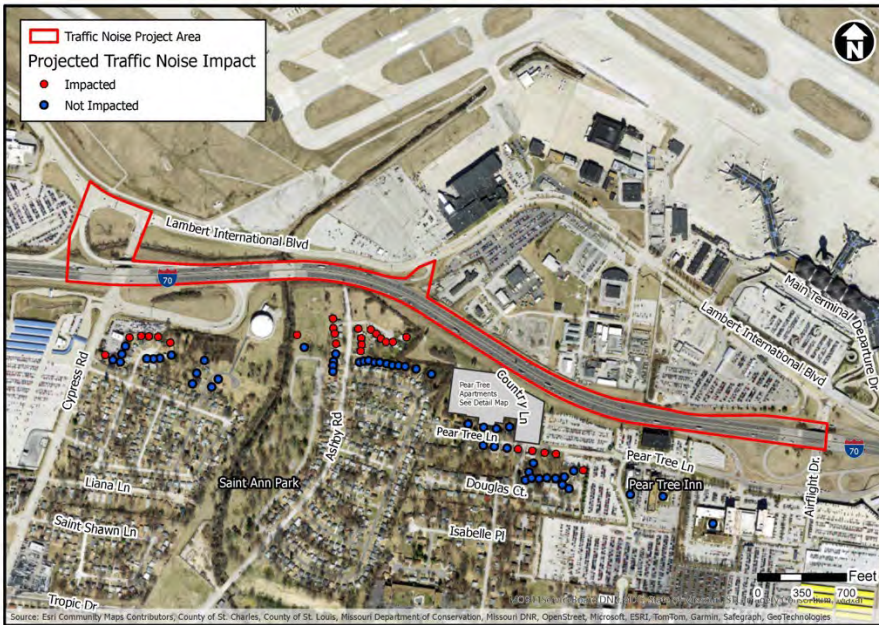 Traffic Noise Project Area
Projected Traffic Noise Impact
Impacted
Not Impacted
N
Lambert International Blvd
70
Main Terminal Departure Dr
Lambert International Blvd
Cypress Rd
Country Ln
Pear Tree
Apartments
See Detail Map
Ashby Rd
Pear Tree Ln
Pear Tree Ln
70
Airflight Dr.
Liana Ln
Saint Ann Park
Douglas Ct.
Pear Tree Inn
Saint Shawn Ln
Isabelle Pl
Feet
0 350 700
Tropic Dr
Source: Esri Community Maps Contributors, County of St. Charles, County of St. Louis, Missouri Department of Conservation, Missouri DNR, OpenStreet, Microsoft, ESRI, TomTom, Garmin, Safegraph, GeoTechnologies